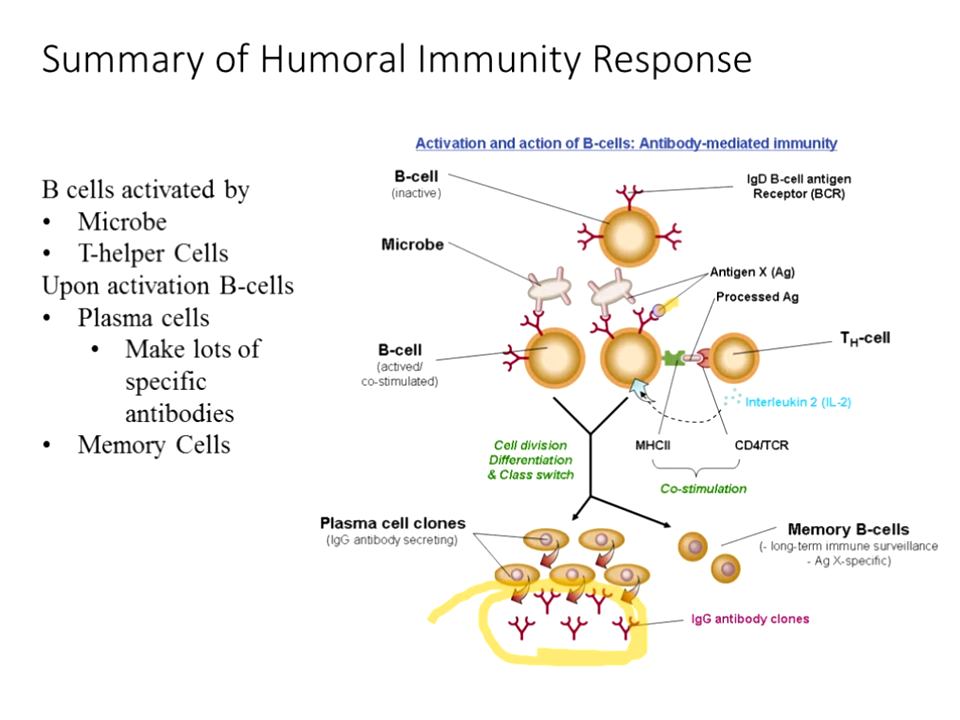 Summary of Humoral Immunity Response
B cells activated by
• Microbe
• T-helper Cells
Upon activation B-cells
• Plasma cells
• Make lots of
specific
antibodies
• Memory Cells
Activation and action of B-cells: Antibody-mediated immunity
B-cell
(inactive)
IgD B-cell antigen
Receptor (BCR)
Microbe
Antigen X (Ag)
Processed Ag
B-cell
(actived/
co-stimulated)
TH-cell
Interleukin 2 (IL-2)
Cell division
Differentiation
& Class switch
MHCII
CD4/TCR
Co-stimulation
Plasma cell clones
(IgG antibody secreting)
Memory B-cells
(- long-term immune surveillance
- Ag X-specific)
IgG antibody clones